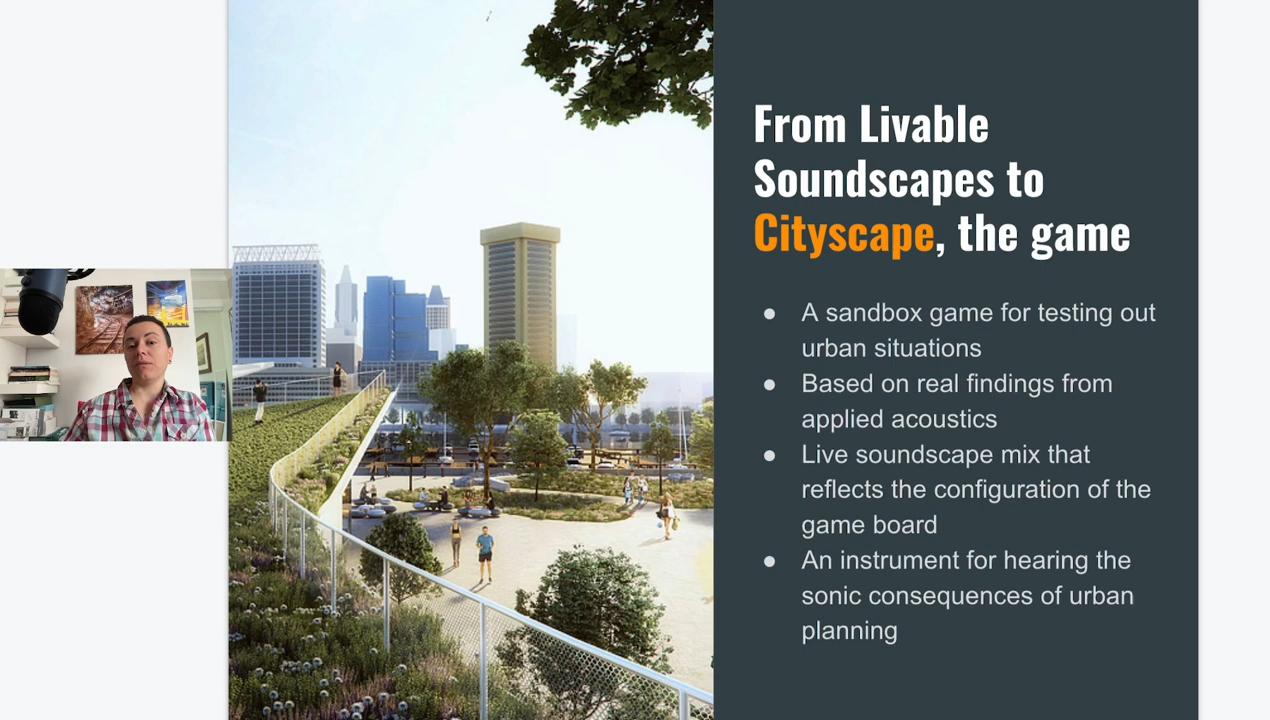 From Livable
Soundscapes to
Cityscape, the game
● A sandbox game for testing out
urban situations
● Based on real findings from
applied acoustics
● Live soundscape mix that
reflects the configuration of the
game board
● An instrument for hearing the
sonic consequences of urban
planning